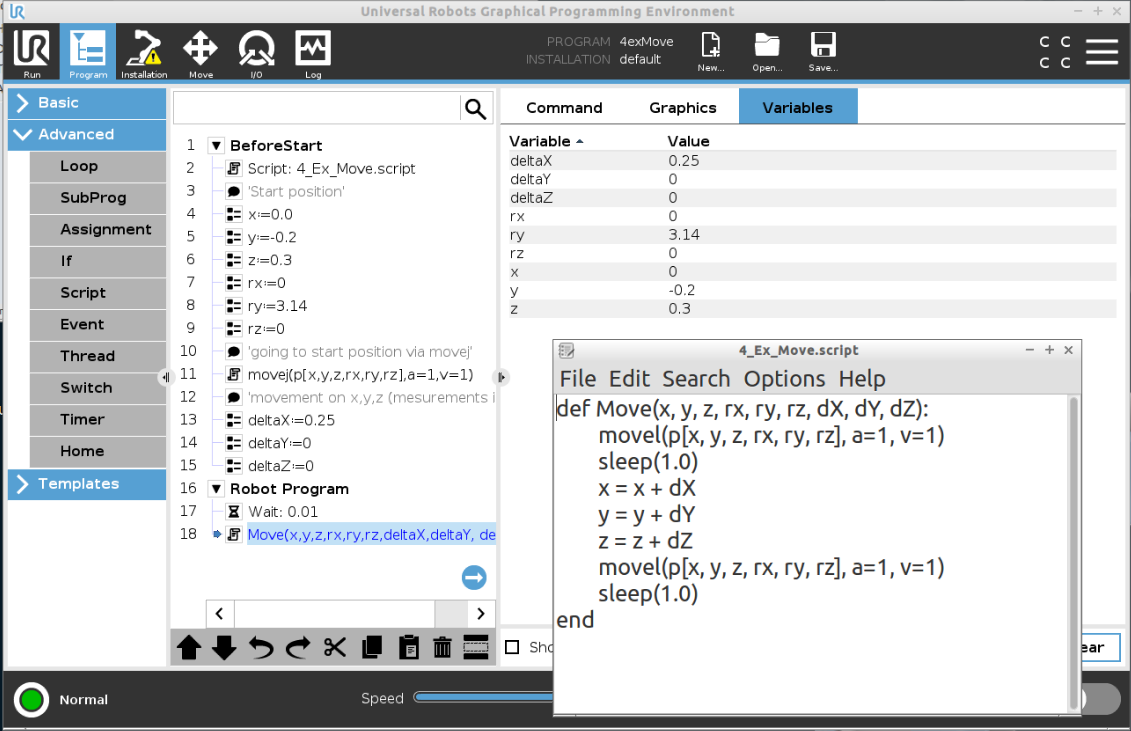 UR Universal Robots Graphical Programming Environment
UR
Run
Program
Installation
Move
I/O
Log
PROGRAM 4exMove
INSTALLATION default
New...
Open...
Save...
C C
C C
Basic
Advanced
Loop
SubProg
Assignment
If
Script
Event
Thread
Switch
Timer
Home
Templates
1 BeforeStart
2 Script: 4_Ex_Move.script
3 'Start position'
4 x:=0.0
5 y:=-0.2
6 z:=0.3
7 rx:=0
8 ry:=3.14
9 rz:=0
10 'going to start position via movej'
11 movej(p[x,y,z,rx,ry,rz],a=1,v=1)
12 'movement on x,y,z (mesurements i
13 deltaX:=0.25
14 deltaY:=0
15 deltaZ:=0
16 Robot Program
17 Wait: 0.01
18 Move(x,y,z,rx,ry,rz,deltaX,deltaY, de
Command Graphics Variables
Variable Value
deltaX 0.25
deltaY 0
deltaZ 0
rx 0
ry 3.14
rz 0
x 0
y -0.2
z 0.3
4_Ex_Move.script
File Edit Search Options Help
def Move(x, y, z, rx, ry, rz, dX, dY, dZ):
movel(p[x, y, z, rx, ry, rz], a=1, v=1)
sleep(1.0)
x = x + dX
y = y + dY
z = z + dZ
movel(p[x, y, z, rx, ry, rz], a=1, v=1)
sleep(1.0)
end
Normal
Speed